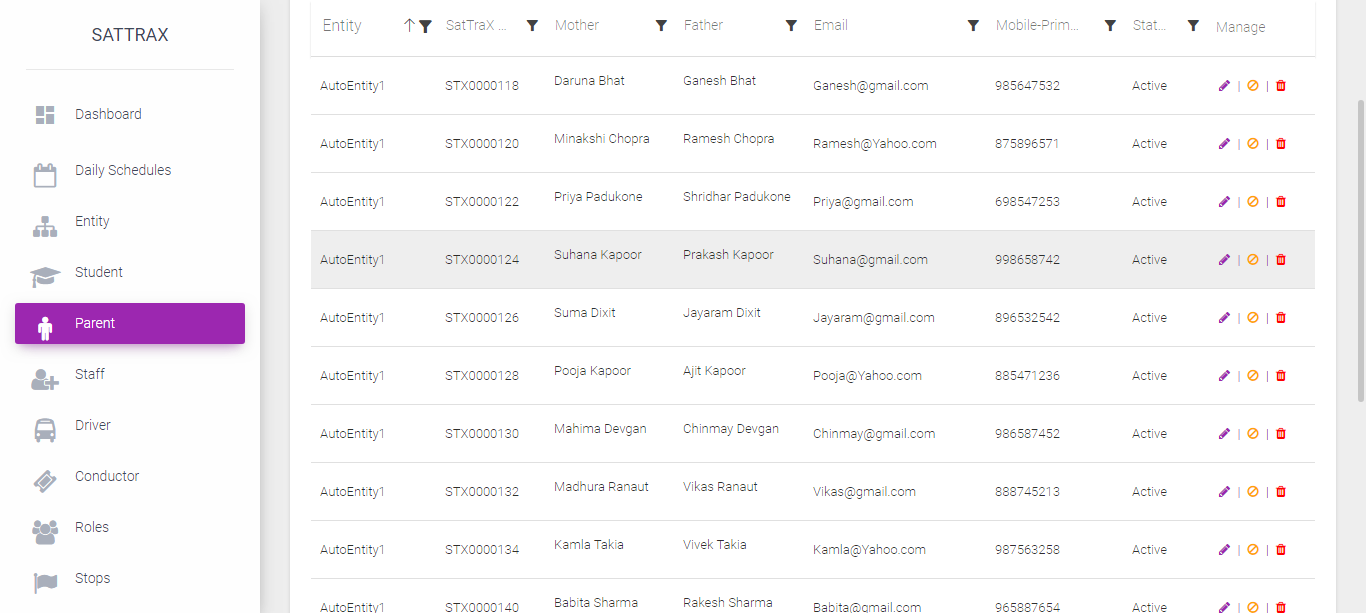 SATTRAX
Dashboard
Daily Schedules
Entity
Student
Parent
Staff
Driver
Conductor
Roles
Stops
Entity SatTraX ... Mother Father Email Mobile-Prim... Stat... Manage
AutoEntity1 STX0000118 Daruna Bhat Ganesh Bhat Ganesh@gmail.com 985647532 Active | |
AutoEntity1 STX0000120 Minakshi Chopra Ramesh Chopra Ramesh@Yahoo.com 875896571 Active | |
AutoEntity1 STX0000122 Priya Padukone Shridhar Padukone Priya@gmail.com 698547253 Active | |
AutoEntity1 STX0000124 Suhana Kapoor Prakash Kapoor Suhana@gmail.com 998658742 Active | |
AutoEntity1 STX0000126 Suma Dixit Jayaram Dixit Jayaram@gmail.com 896532542 Active | |
AutoEntity1 STX0000128 Pooja Kapoor Ajit Kapoor Pooja@Yahoo.com 885471236 Active | |
AutoEntity1 STX0000130 Mahima Devgan Chinmay Devgan Chinmay@gmail.com 986587452 Active | |
AutoEntity1 STX0000132 Madhura Ranaut Vikas Ranaut Vikas@gmail.com 888745213 Active | |
AutoEntity1 STX0000134 Kamla Takia Vivek Takia Kamla@Yahoo.com 987563258 Active | |
AutoEntity1 STX0000140 Babita Sharma Rakesh Sharma Babita@gmail.com 965887654 Active | |